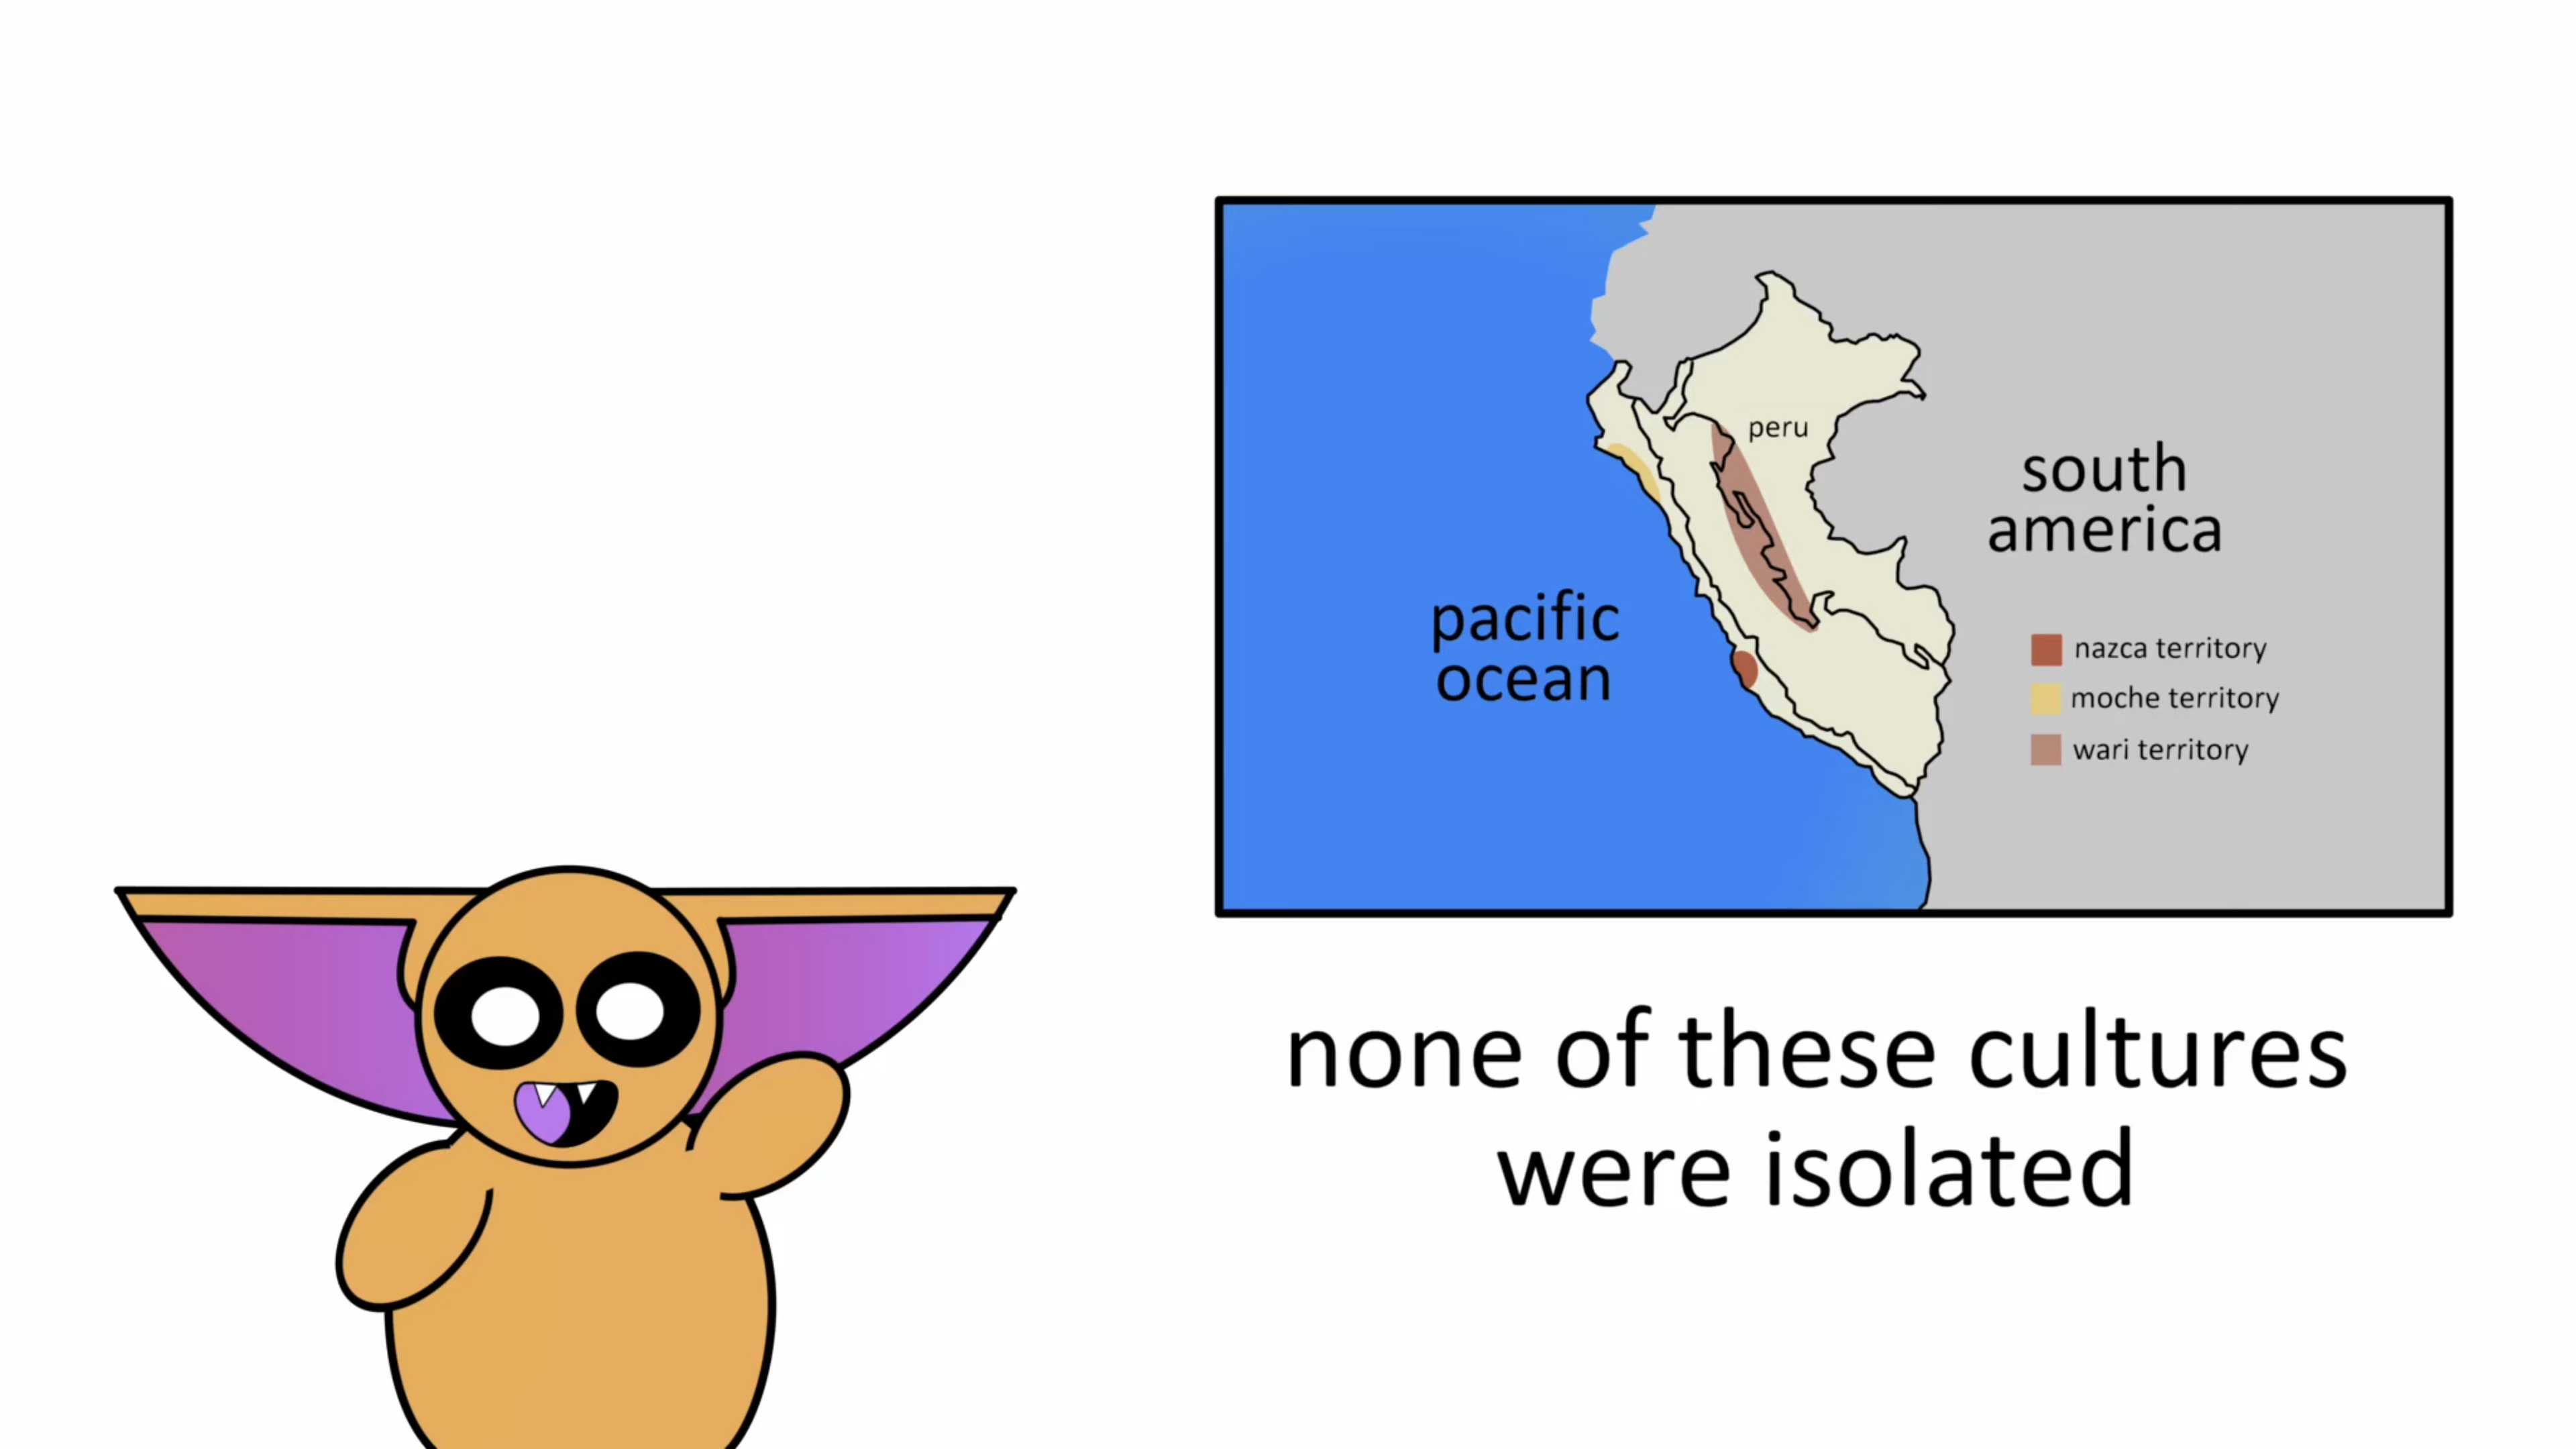 peru
south
america
pacific
ocean
nazca territory
moche territory
wari territory
none of these cultures
were isolated